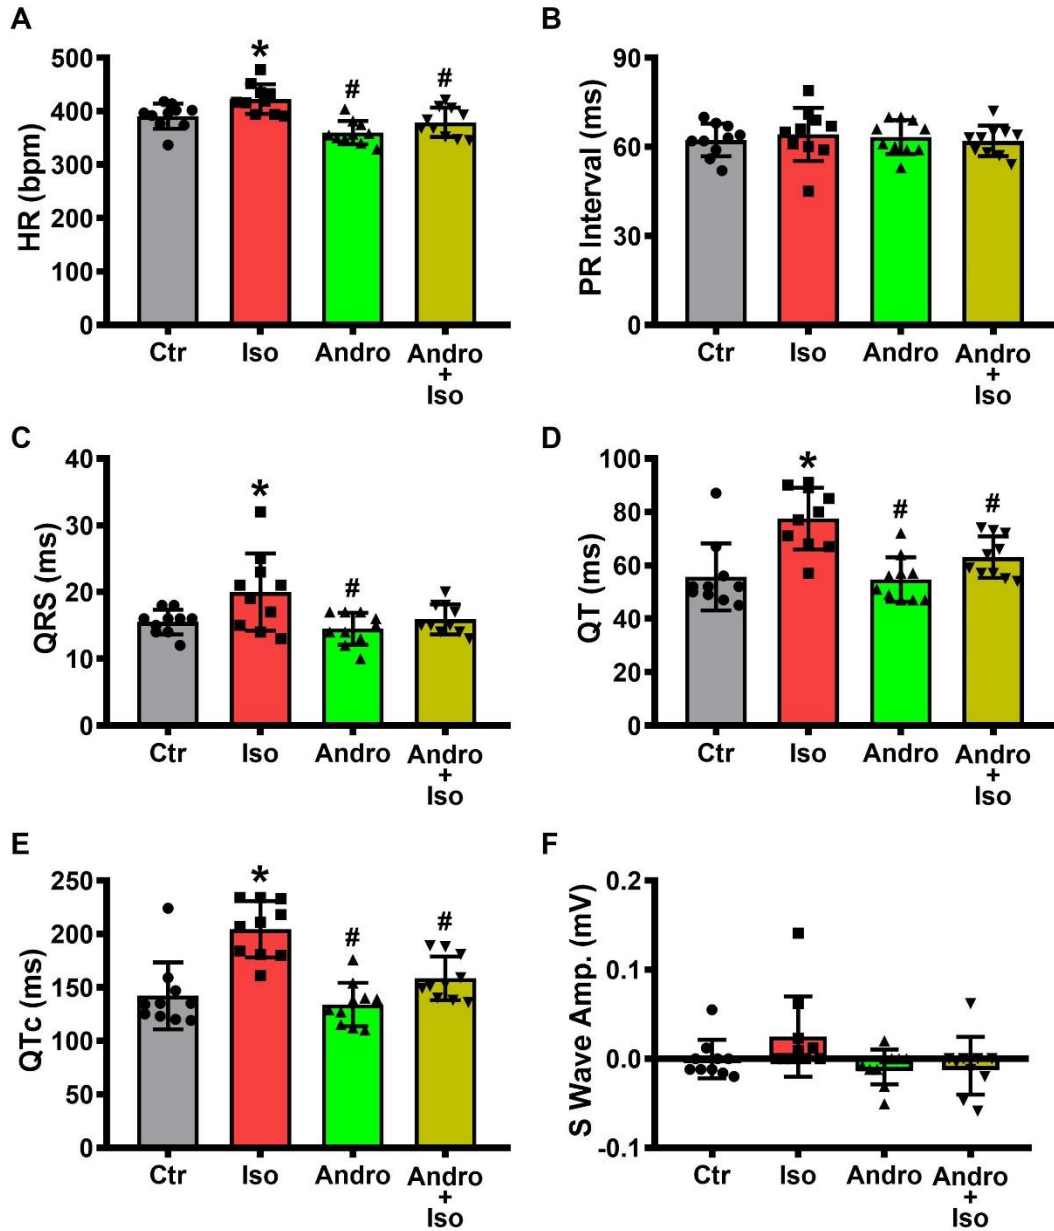 A
HR (bpm)
500
400
300
200
100
0
*
#
#
Ctr
Iso
Andro
Andro
+
Iso
B
PR Interval (ms)
90
60
30
0
Ctr
Iso
Andro
Andro
+
Iso
C
QRS (ms)
40
30
20
10
0
*
#
Ctr
Iso
Andro
Andro
+
Iso
D
QT (ms)
100
80
60
40
20
0
*
#
#
Ctr
Iso
Andro
Andro
+
Iso
E
QTc (ms)
250
200
150
100
50
0
*
#
#
Ctr
Iso
Andro
Andro
+
Iso
F
S Wave Amp. (mV)
0.2
0.1
0.0
-0.1
Ctr
Iso
Andro
Andro
+
Iso